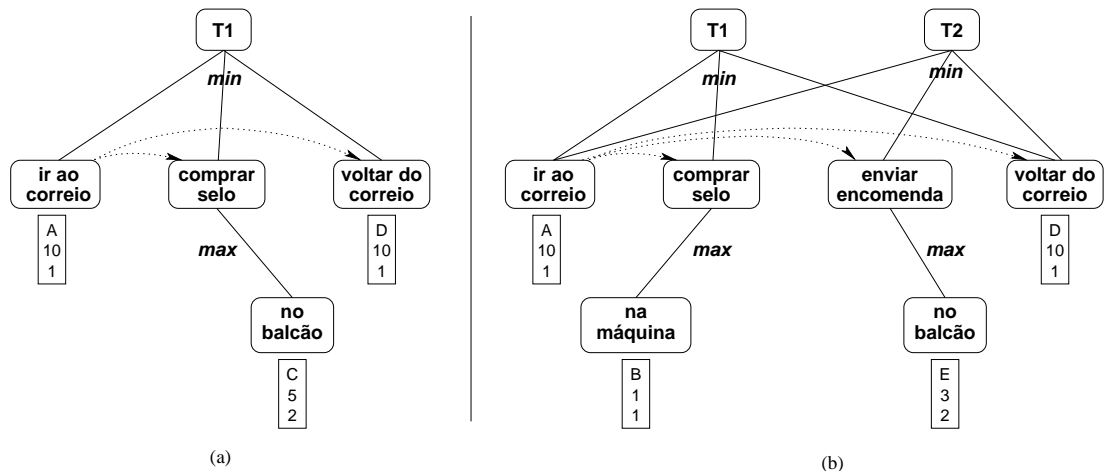 T1
min
ir ao
correio
comprar
selo
voltar do
correio
A
10
1
D
10
1
max
no
balcão
C
5
2
(a)
T1
T2
min
min
ir ao
correio
comprar
selo
enviar
encomenda
voltar do
correio
A
10
1
D
10
1
max
max
na
máquina
no
balcão
B
1
1
E
3
2
(b)